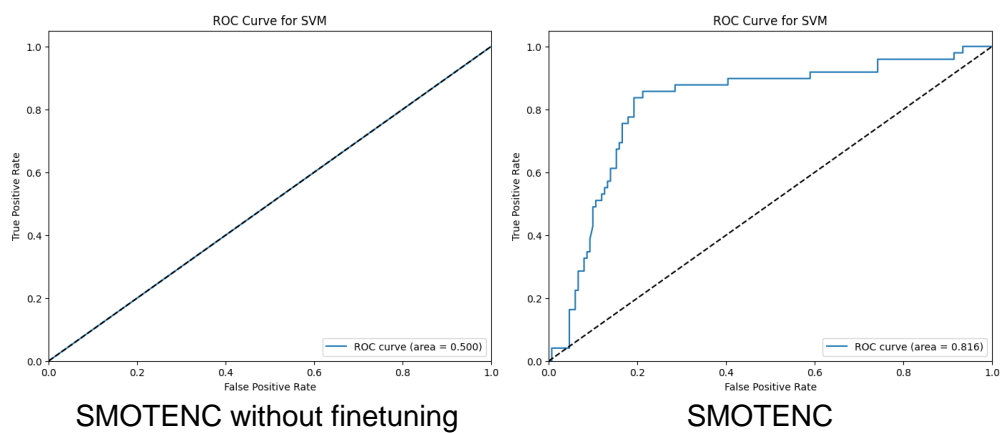 ROC Curve for SVM
1.0
0.8
0.6
0.4
0.2
0.0
True Positive Rate
0.0 0.2 0.4 0.6 0.8 1.0
False Positive Rate
ROC curve (area = 0.500)
SMOTENC without finetuning
ROC Curve for SVM
1.0
0.8
0.6
0.4
0.2
0.0
True Positive Rate
0.0 0.2 0.4 0.6 0.8 1.0
False Positive Rate
ROC curve (area = 0.816)
SMOTENC